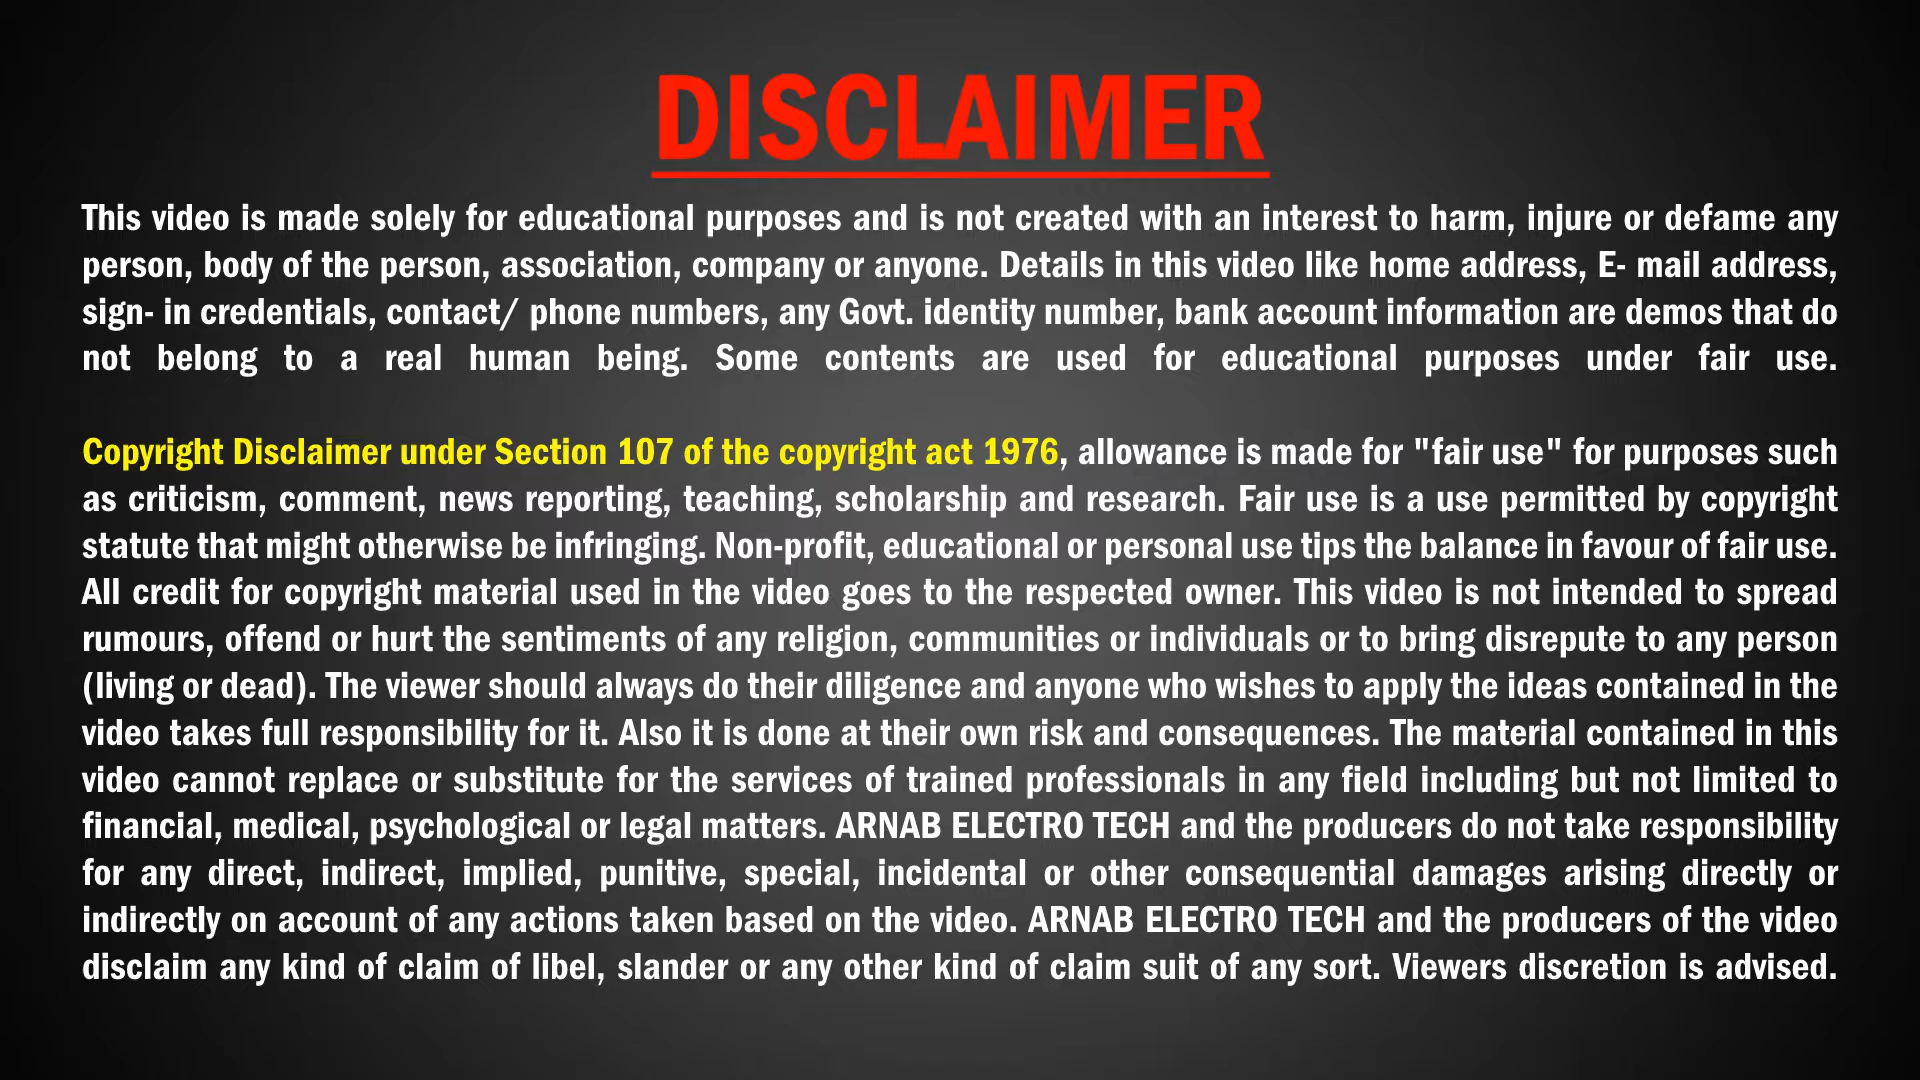 DISCLAIMER
This video is made solely for educational purposes and is not created with an interest to harm, injure or defame any
person, body of the person, association, company or anyone. Details in this video like home address, E- mail address,
sign- in credentials, contact/ phone numbers, any Govt. identity number, bank account information are demos that do
not belong to a real human being. Some contents are used for educational purposes under fair use.
Copyright Disclaimer under Section 107 of the copyright act 1976, allowance is made for "fair use" for purposes such
as criticism, comment, news reporting, teaching, scholarship and research. Fair use is a use permitted by copyright
statute that might otherwise be infringing. Non-profit, educational or personal use tips the balance in favour of fair use.
All credit for copyright material used in the video goes to the respected owner. This video is not intended to spread
rumours, offend or hurt the sentiments of any religion, communities or individuals or to bring disrepute to any person
(living or dead). The viewer should always do their diligence and anyone who wishes to apply the ideas contained in the
video takes full responsibility for it. Also it is done at their own risk and consequences. The material contained in this
video cannot replace or substitute for the services of trained professionals in any field including but not limited to
financial, medical, psychological or legal matters. ARNAB ELECTRO TECH and the producers do not take responsibility
for any direct, indirect, implied, punitive, special, incidental or other consequential damages arising directly or
indirectly on account of any actions taken based on the video. ARNAB ELECTRO TECH and the producers of the video
disclaim any kind of claim of libel, slander or any other kind of claim suit of any sort. Viewers discretion is advised.